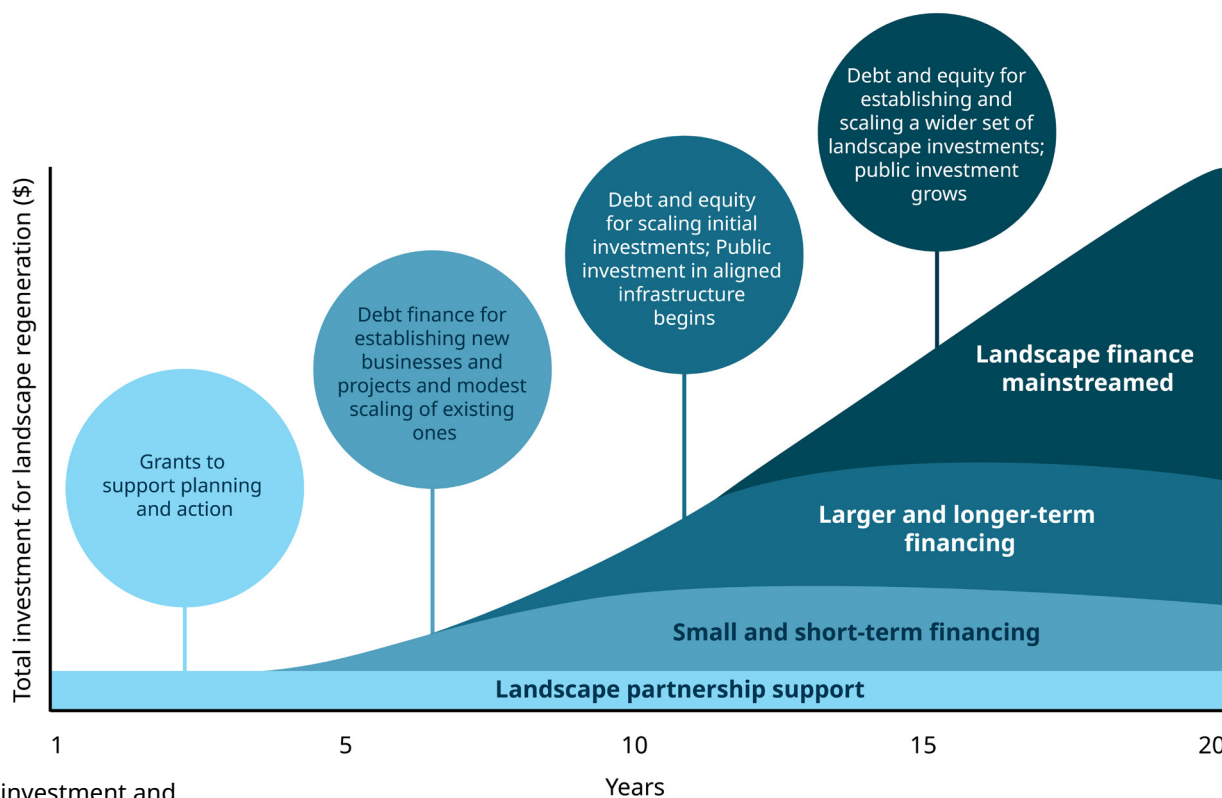 Debt and equity for
establishing and
scaling a wider set of
landscape investments;
public investment
grows
Debt and equity
for scaling initial
investments; Public
investment in aligned
infrastructure
begins
Debt finance for
establishing new
businesses and
projects and modest
scaling of existing
ones
Grants to
support planning
and action
Total investment for landscape regeneration ($)
Landscape finance
mainstreamed
Larger and longer-term
financing
Small and short-term financing
Landscape partnership support
1 5 10 15 20
Years
investment and